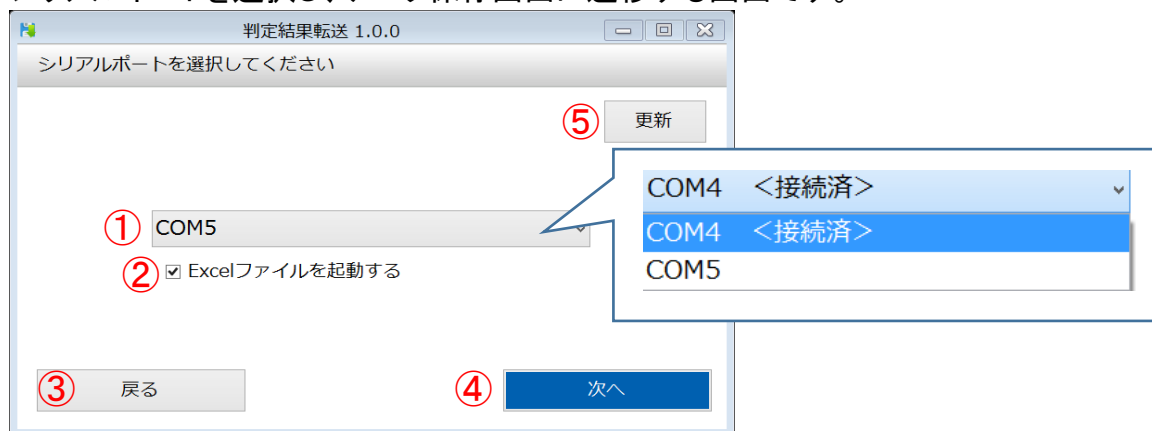 判定結果転送 1.0.0
シリアルポートを選択してください
⑤ 更新
① COM5
② Excelファイルを起動する
COM4 <接続済>
COM4 <接続済>
COM5
③ 戻る
④ 次へ